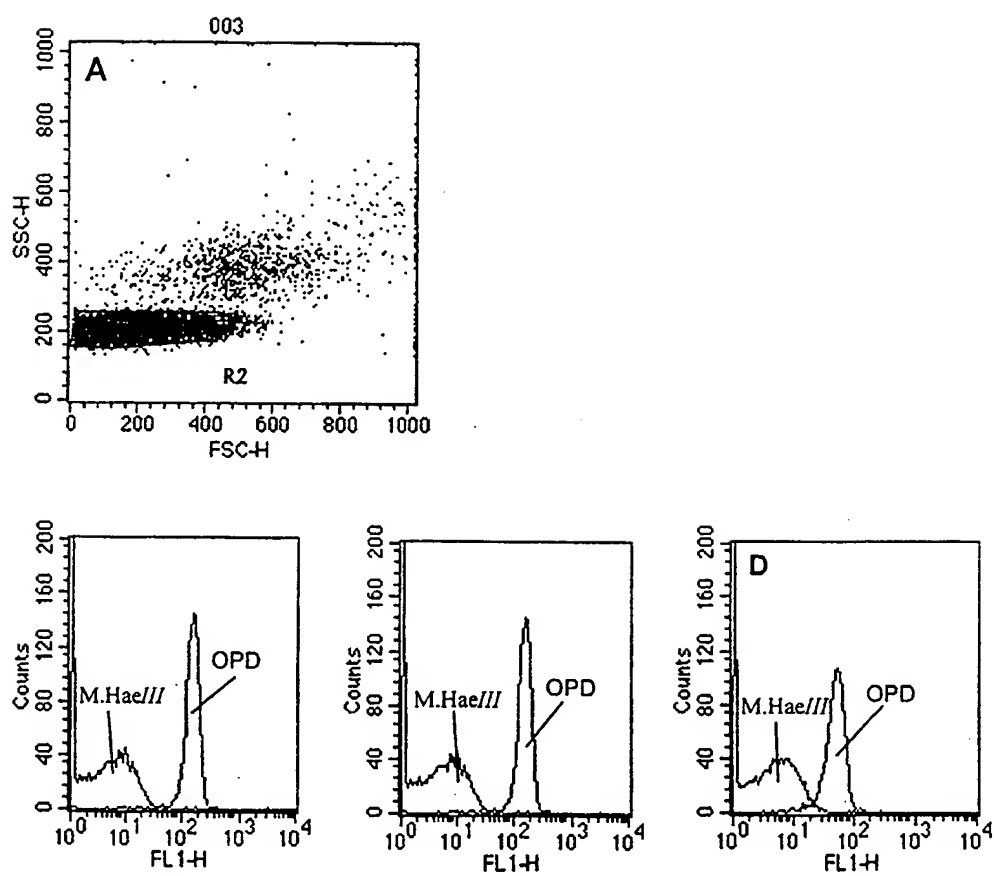 003
A
1000
800
600
400
200
0
SSC-H
R2
0 200 400 600 800 1000
FSC-H
200
160
120
80
40
0
Counts
M.HaeIII
OPD
10^0 10^1 10^2 10^3 10^4
FL1-H
200
160
120
80
40
0
Counts
M.HaeIII
OPD
10^0 10^1 10^2 10^3 10^4
FL1-H
D
200
160
120
80
40
0
Counts
M.HaeIII
OPD
10^0 10^1 10^2 10^3 10^4
FL1-H